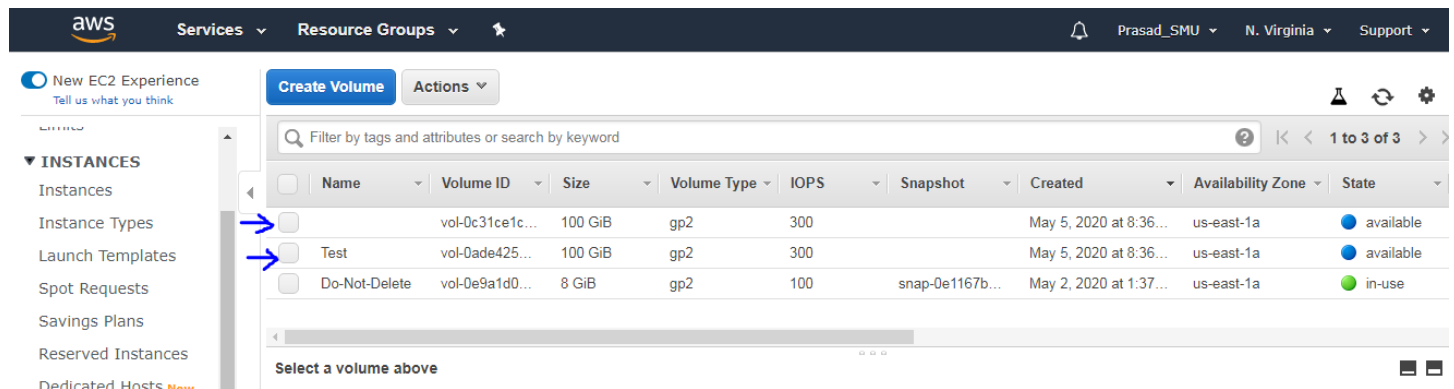 aws Services Resource Groups Prasad_SMU N. Virginia Support
New EC2 Experience
Tell us what you think
Create Volume Actions
Limits
Filter by tags and attributes or search by keyword
1 to 3 of 3
INSTANCES
Instances
Instance Types
Launch Templates
Spot Requests
Savings Plans
Reserved Instances
Dedicated Hosts New
Name Volume ID Size Volume Type IOPS Snapshot Created Availability Zone State
vol-0c31ce1c... 100 GiB gp2 300 May 5, 2020 at 8:36... us-east-1a available
Test vol-0ade425... 100 GiB gp2 300 May 5, 2020 at 8:36... us-east-1a available
Do-Not-Delete vol-0e9a1d0... 8 GiB gp2 100 snap-0e1167b... May 2, 2020 at 1:37... us-east-1a in-use
Select a volume above